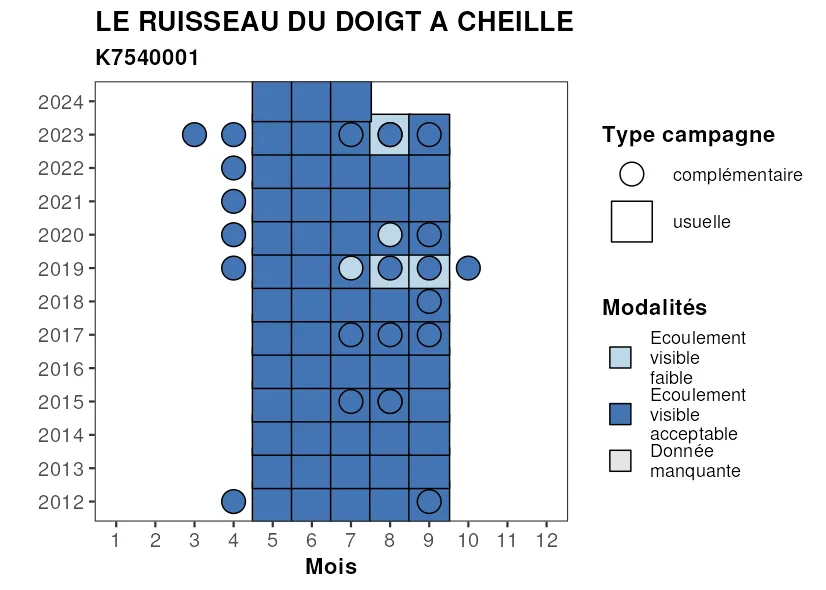 LE RUISSEAU DU DOIGT A CHEILLE
K7540001
2024
2023
2022
2021
2020
2019
2018
2017
2016
2015
2014
2013
2012
1 2 3 4 5 6 7 8 9 10 11 12
Mois
Type campagne
complémentaire
usuelle
Modalités
Ecoulement
visible
faible
Ecoulement
visible
acceptable
Donnée
manquante